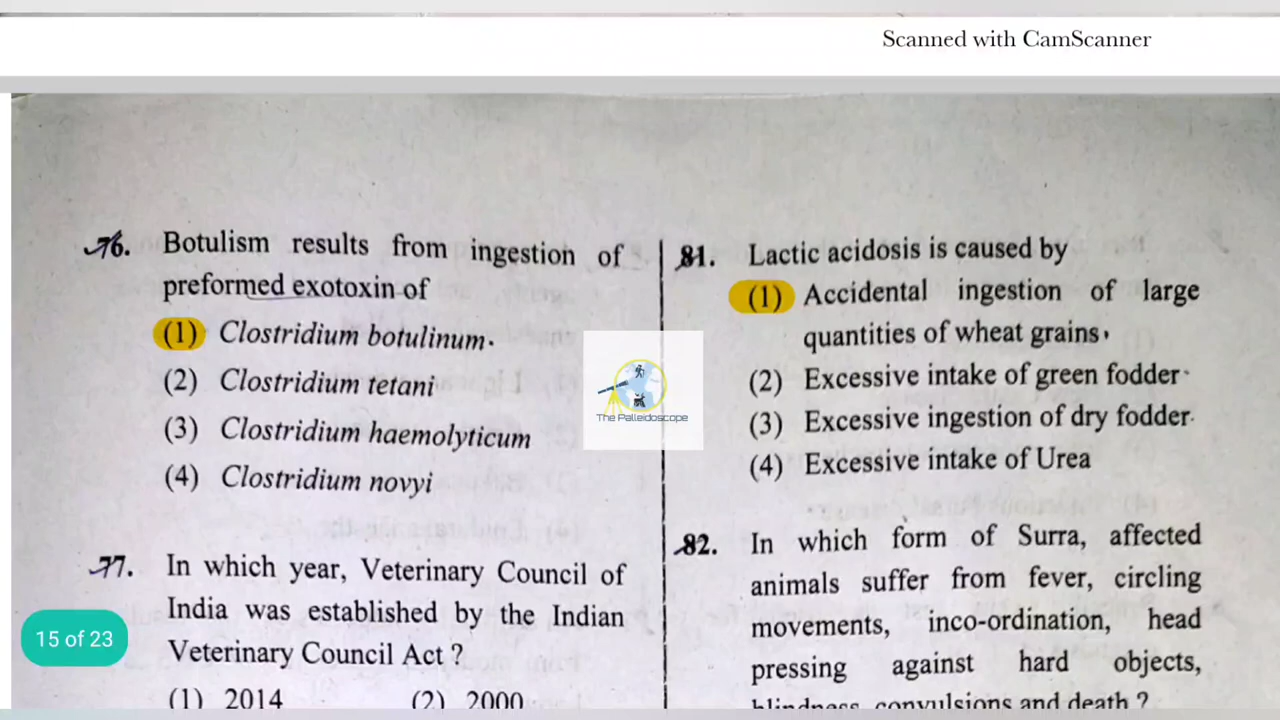 Scanned with CamScanner
76. Botulism results from ingestion of
preformed exotoxin of
(1) Clostridium botulinum.
(2) Clostridium tetani
(3) Clostridium haemolyticum
(4) Clostridium novyi
77. In which year, Veterinary Council of
India was established by the Indian
Veterinary Council Act ?
(1) 2014 (2) 2000
81. Lactic acidosis is caused by
(1) Accidental ingestion of large
quantities of wheat grains
(2) Excessive intake of green fodder
(3) Excessive ingestion of dry fodder
(4) Excessive intake of Urea
82. In which form of Surra, affected
animals suffer from fever, circling
movements, inco-ordination, head
pressing against hard objects,
blindness, convulsions and death ?
The Palleidoscope
15 of 23